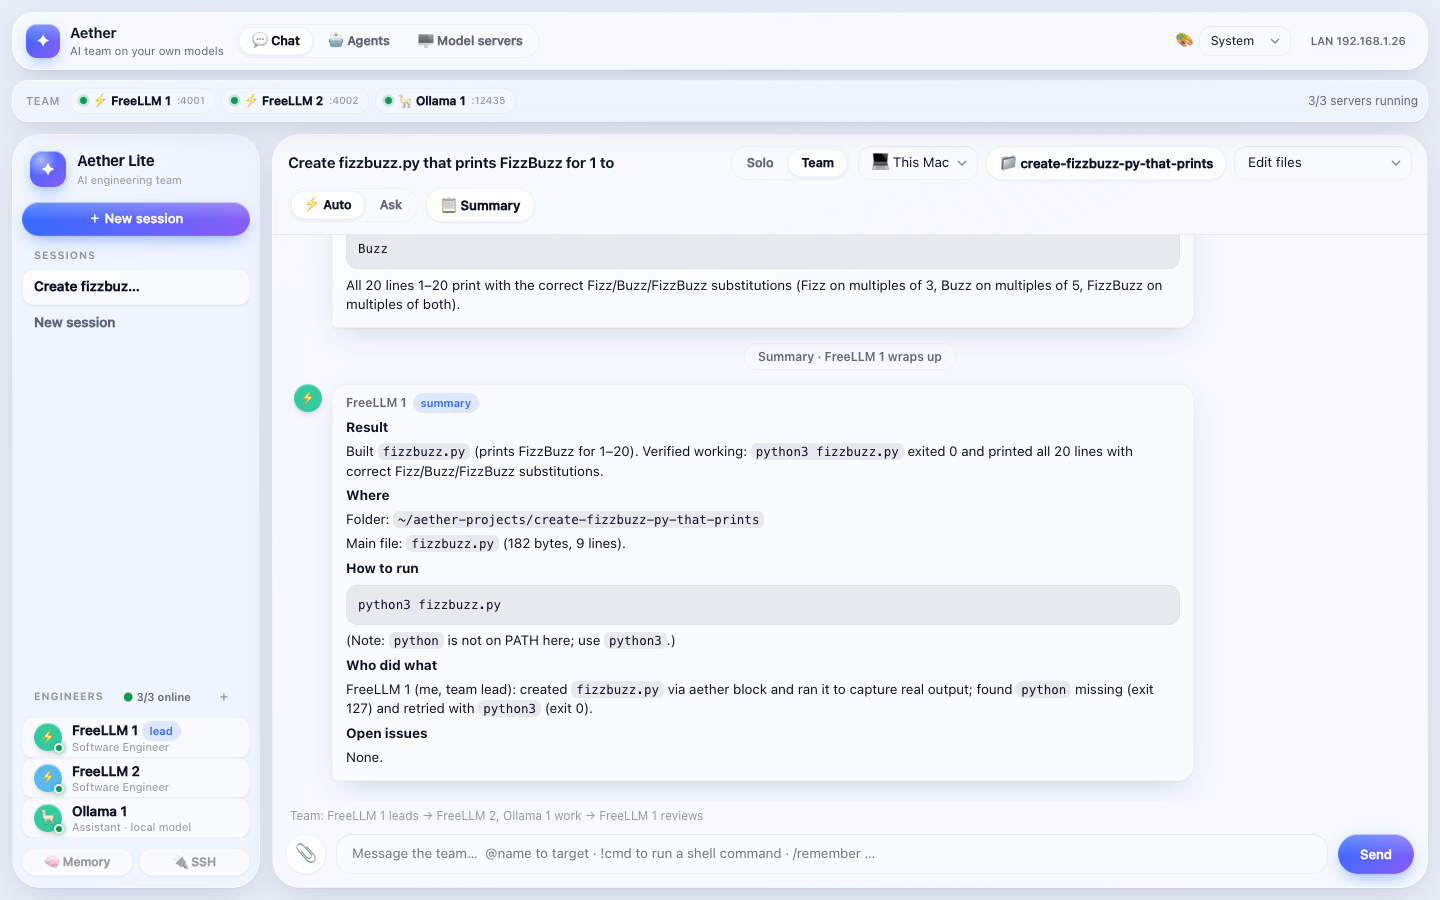 Aether
AI team on your own models
Chat
Agents
Model servers
System
LAN 192.168.1.26
TEAM
FreeLLM 1 :4001
FreeLLM 2 :4002
Ollama 1 :12435
3/3 servers running
Aether Lite
AI engineering team
+ New session
SESSIONS
Create fizzbuz...
New session
ENGINEERS
3/3 online
+
FreeLLM 1 lead
Software Engineer
FreeLLM 2
Software Engineer
Ollama 1
Assistant · local model
Memory
SSH
Create fizzbuzz.py that prints FizzBuzz for 1 to
Solo
Team
This Mac
create-fizzbuzz-py-that-prints
Edit files
Auto
Ask
Summary
Buzz
All 20 lines 1–20 print with the correct Fizz/Buzz/FizzBuzz substitutions (Fizz on multiples of 3, Buzz on multiples of 5, FizzBuzz on
multiples of both).
Summary · FreeLLM 1 wraps up
FreeLLM 1 summary
Result
Built fizzbuzz.py (prints FizzBuzz for 1–20). Verified working: python3 fizzbuzz.py exited 0 and printed all 20 lines with
correct Fizz/Buzz/FizzBuzz substitutions.
Where
Folder: ~/aether-projects/create-fizzbuzz-py-that-prints
Main file: fizzbuzz.py (182 bytes, 9 lines).
How to run
python3 fizzbuzz.py
(Note: python is not on PATH here; use python3.)
Who did what
FreeLLM 1 (me, team lead): created fizzbuzz.py via aether block and ran it to capture real output; found python missing (exit
127) and retried with python3 (exit 0).
Open issues
None.
Team: FreeLLM 1 leads → FreeLLM 2, Ollama 1 work → FreeLLM 1 reviews
Message the team... @name to target · !cmd to run a shell command · /remember ...
Send